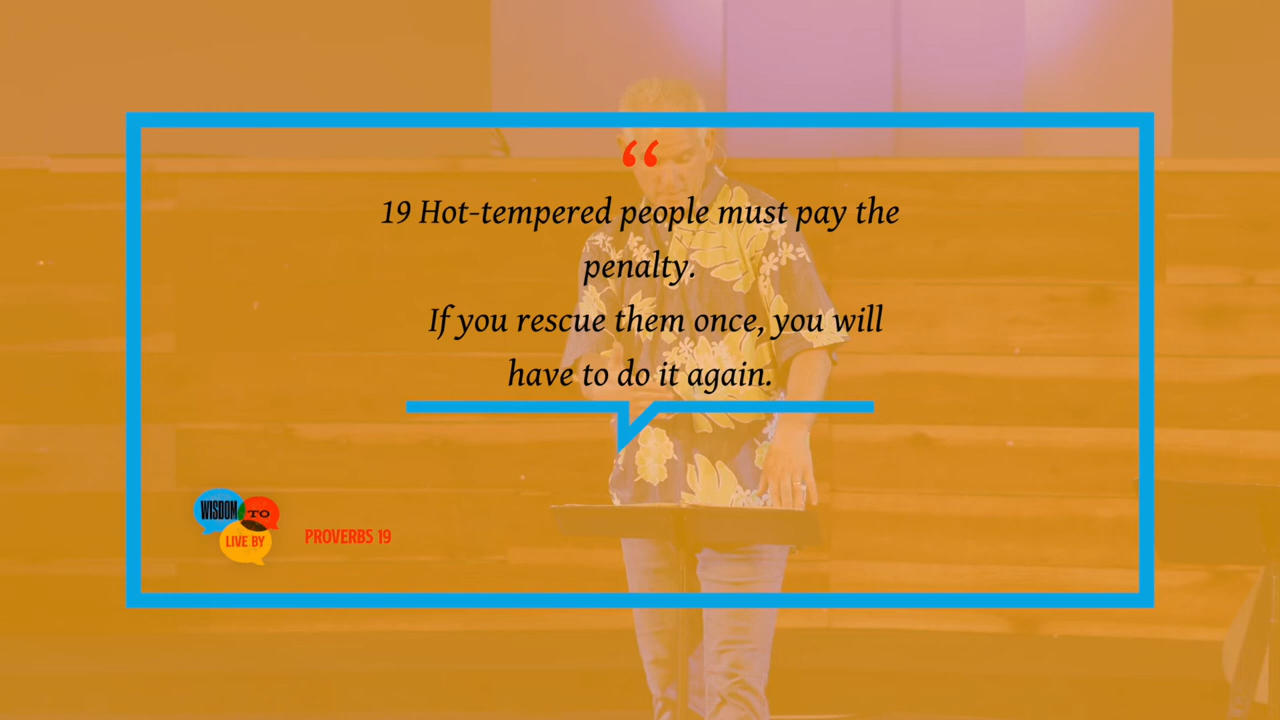 “
19 Hot-tempered people must pay the
penalty.
If you rescue them once, you will
have to do it again.
WISDOM TO
LIVE BY
PROVERBS 19